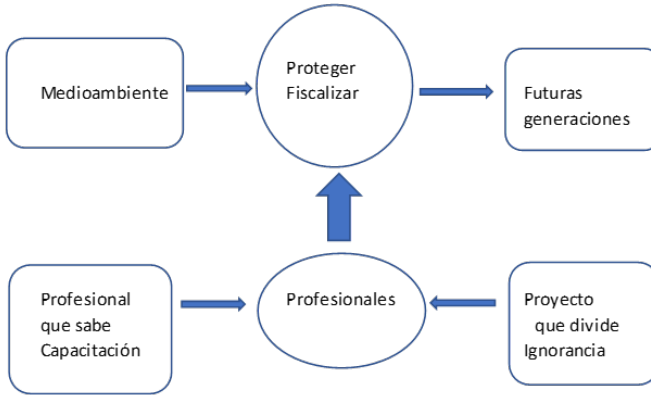 Medioambiente
Proteger
Fiscalizar
Futuras
generaciones
Profesional
que sabe
Capacitación
Profesionales
Proyecto
que divide
Ignorancia